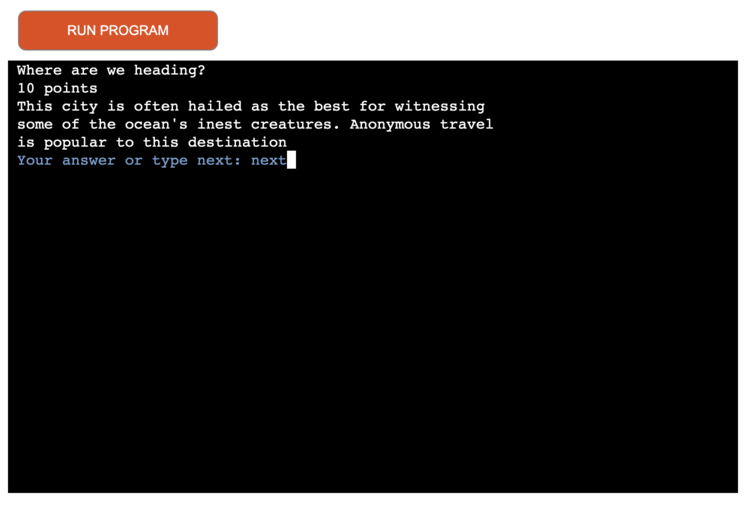 RUN PROGRAM
Where are we heading?
10 points
This city is often hailed as the best for witnessing
some of the ocean's inest creatures. Anonymous travel
is popular to this destination
Your answer or type next: next